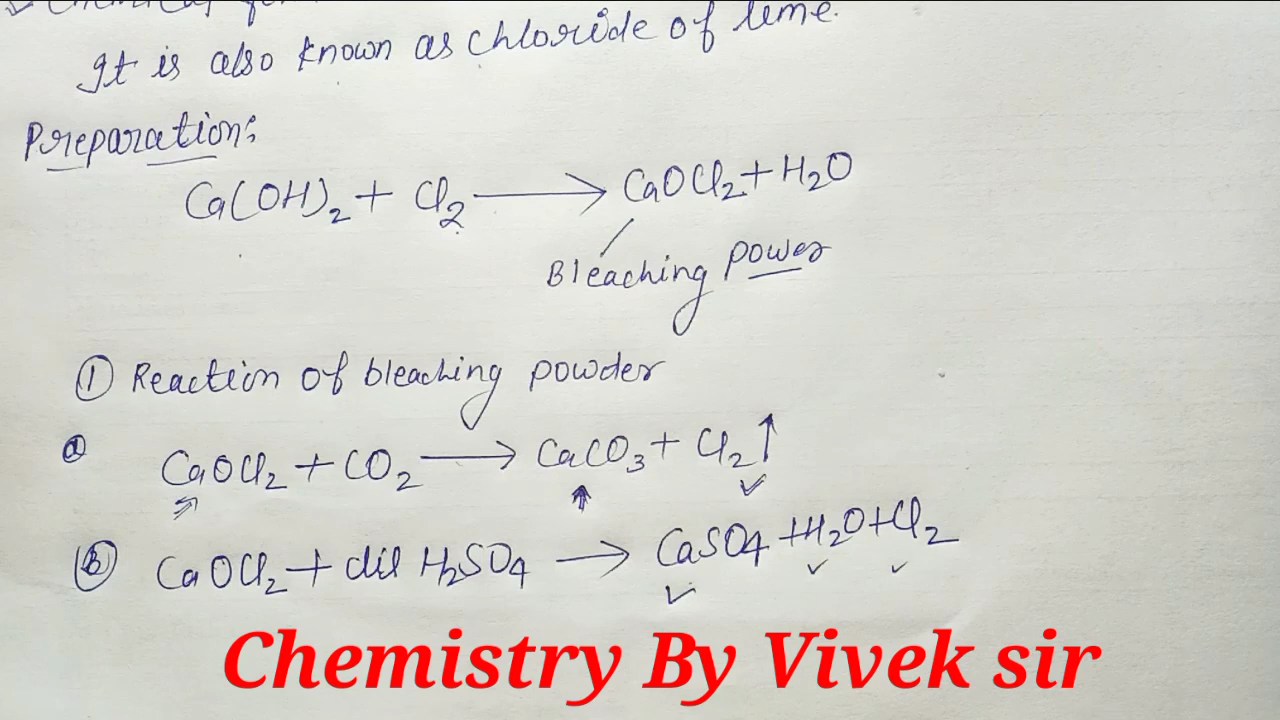 It is also known as chloride of lime.
Preparation:
Ca(OH)₂ + Cl₂ → CaOCl₂ + H₂O
Bleaching power
① Reaction of bleaching powder
ⓐ CaOCl₂ + CO₂ → CaCO₃ + Cl₂↑
ⓑ CaOCl₂ + dil H₂SO₄ → CaSO₄ + H₂O + Cl₂
Chemistry By Vivek sir